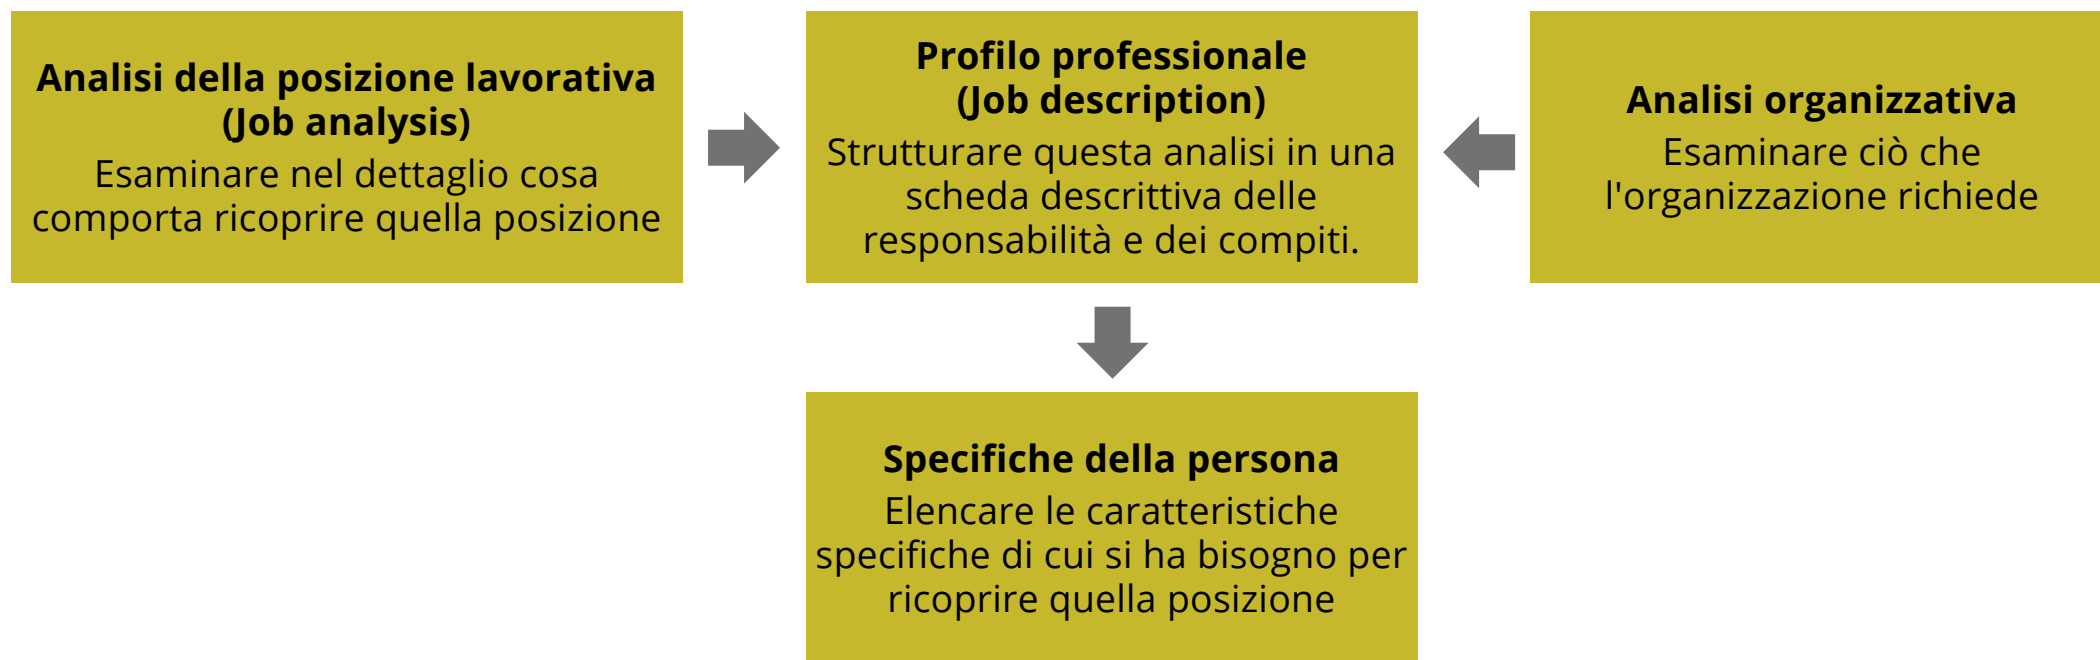 Analisi della posizione lavorativa
(Job analysis)
Esaminare nel dettaglio cosa
comporta ricoprire quella posizione
Profilo professionale
(Job description)
Strutturare questa analisi in una
scheda descrittiva delle
responsabilità e dei compiti.
Analisi organizzativa
Esaminare ciò che
l'organizzazione richiede
Specifiche della persona
Elencare le caratteristiche
specifiche di cui si ha bisogno per
ricoprire quella posizione